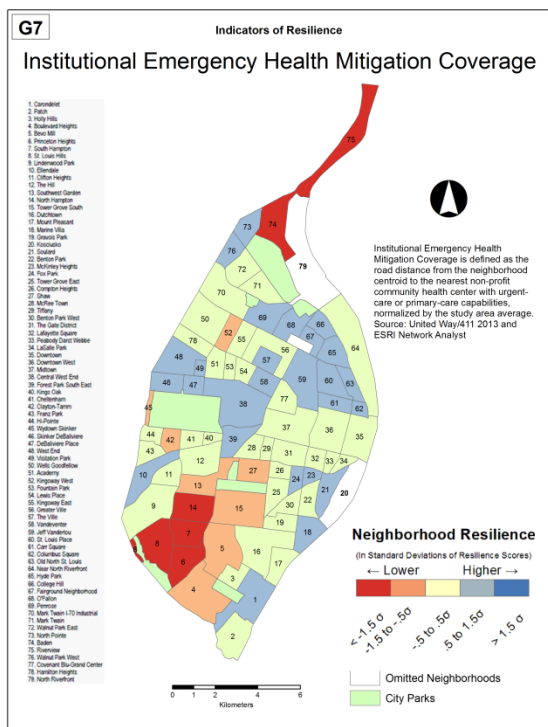 G7
Indicators of Resilience
Institutional Emergency Health Mitigation Coverage
1. Carondelet
2. Patch
3. Holly Hills
4. Boulevard Heights
5. Bevo Mill
6. Princeton Heights
7. South Hampton
8. St. Louis Hills
9. Lindenwood Park
10. Ellendale
11. Clifton Heights
12. The Hill
13. Southwest Garden
14. North Hampton
15. Tower Grove South
16. Dutchtown
17. Mount Pleasant
18. Marine Villa
19. Gravois Park
20. Kosciusko
21. Soulard
22. Benton Park
23. McKinley Heights
24. Fox Park
25. Tower Grove East
26. Compton Heights
27. Shaw
28. McRee Town
29. Tiffany
30. Benton Park West
31. The Gate District
32. Lafayette Square
33. Peabody Darst Webbe
34. LaSalle Park
35. Downtown
36. Downtown West
37. Midtown
38. Central West End
39. Forest Park South East
40. Kings Oak
41. Cheltenham
42. Clayton-Tamm
43. Franz Park
44. Hi-Pointe
45. Wydown Skinker
46. Skinker DeBaliviere
47. DeBaliviere Place
48. West End
49. Visitation Park
50. Wells Goodfellow
51. Academy
52. Kingsway West
53. Fountain Park
54. Lewis Place
55. Kingsway East
56. Greater Ville
57. The Ville
58. Vandeventer
59. Jeff Vanderlou
60. St. Louis Place
61. Carr Square
62. Columbus Square
63. Old North St. Louis
64. Near North Riverfront
65. Hyde Park
66. College Hill
67. Fairground Neighborhood
68. O'Fallon
69. Penrose
70. Mark Twain I-70 Industrial
71. Mark Twain
72. Walnut Park East
73. North Pointe
74. Baden
75. Riverview
76. Walnut Park West
77. Covenant Blu-Grand Center
78. Hamilton Heights
79. North Riverfront
75
74
73
76
79
72
71
70
69
68
66
67
65
64
50
52
55
56
78
57
59
60
63
48
49
51
53
54
58
46
47
38
77
61
62
45
37
36
35
44
42
41
40
39
43
12
28
29
31
32
33
34
10
11
27
26
24
23
13
25
22
21
20
9
14
15
30
19
18
8
7
5
16
17
6
3
4
1
2
Institutional Emergency Health
Mitigation Coverage is defined as the
road distance from the neighborhood
centroid to the nearest non-profit
community health center with urgent-
care or primary-care capabilities,
normalized by the study area average.
Source: United Way/411 2013 and
ESRI Network Analyst
Neighborhood Resilience
(in Standard Deviations of Resilience Scores)
← Lower Higher →
< -1.5 σ
-1.5 to -.5σ
-.5 to .5σ
.5 to 1.5σ
> 1.5 σ
Omitted Neighborhoods
City Parks
0 1 2 4 6
Kilometers